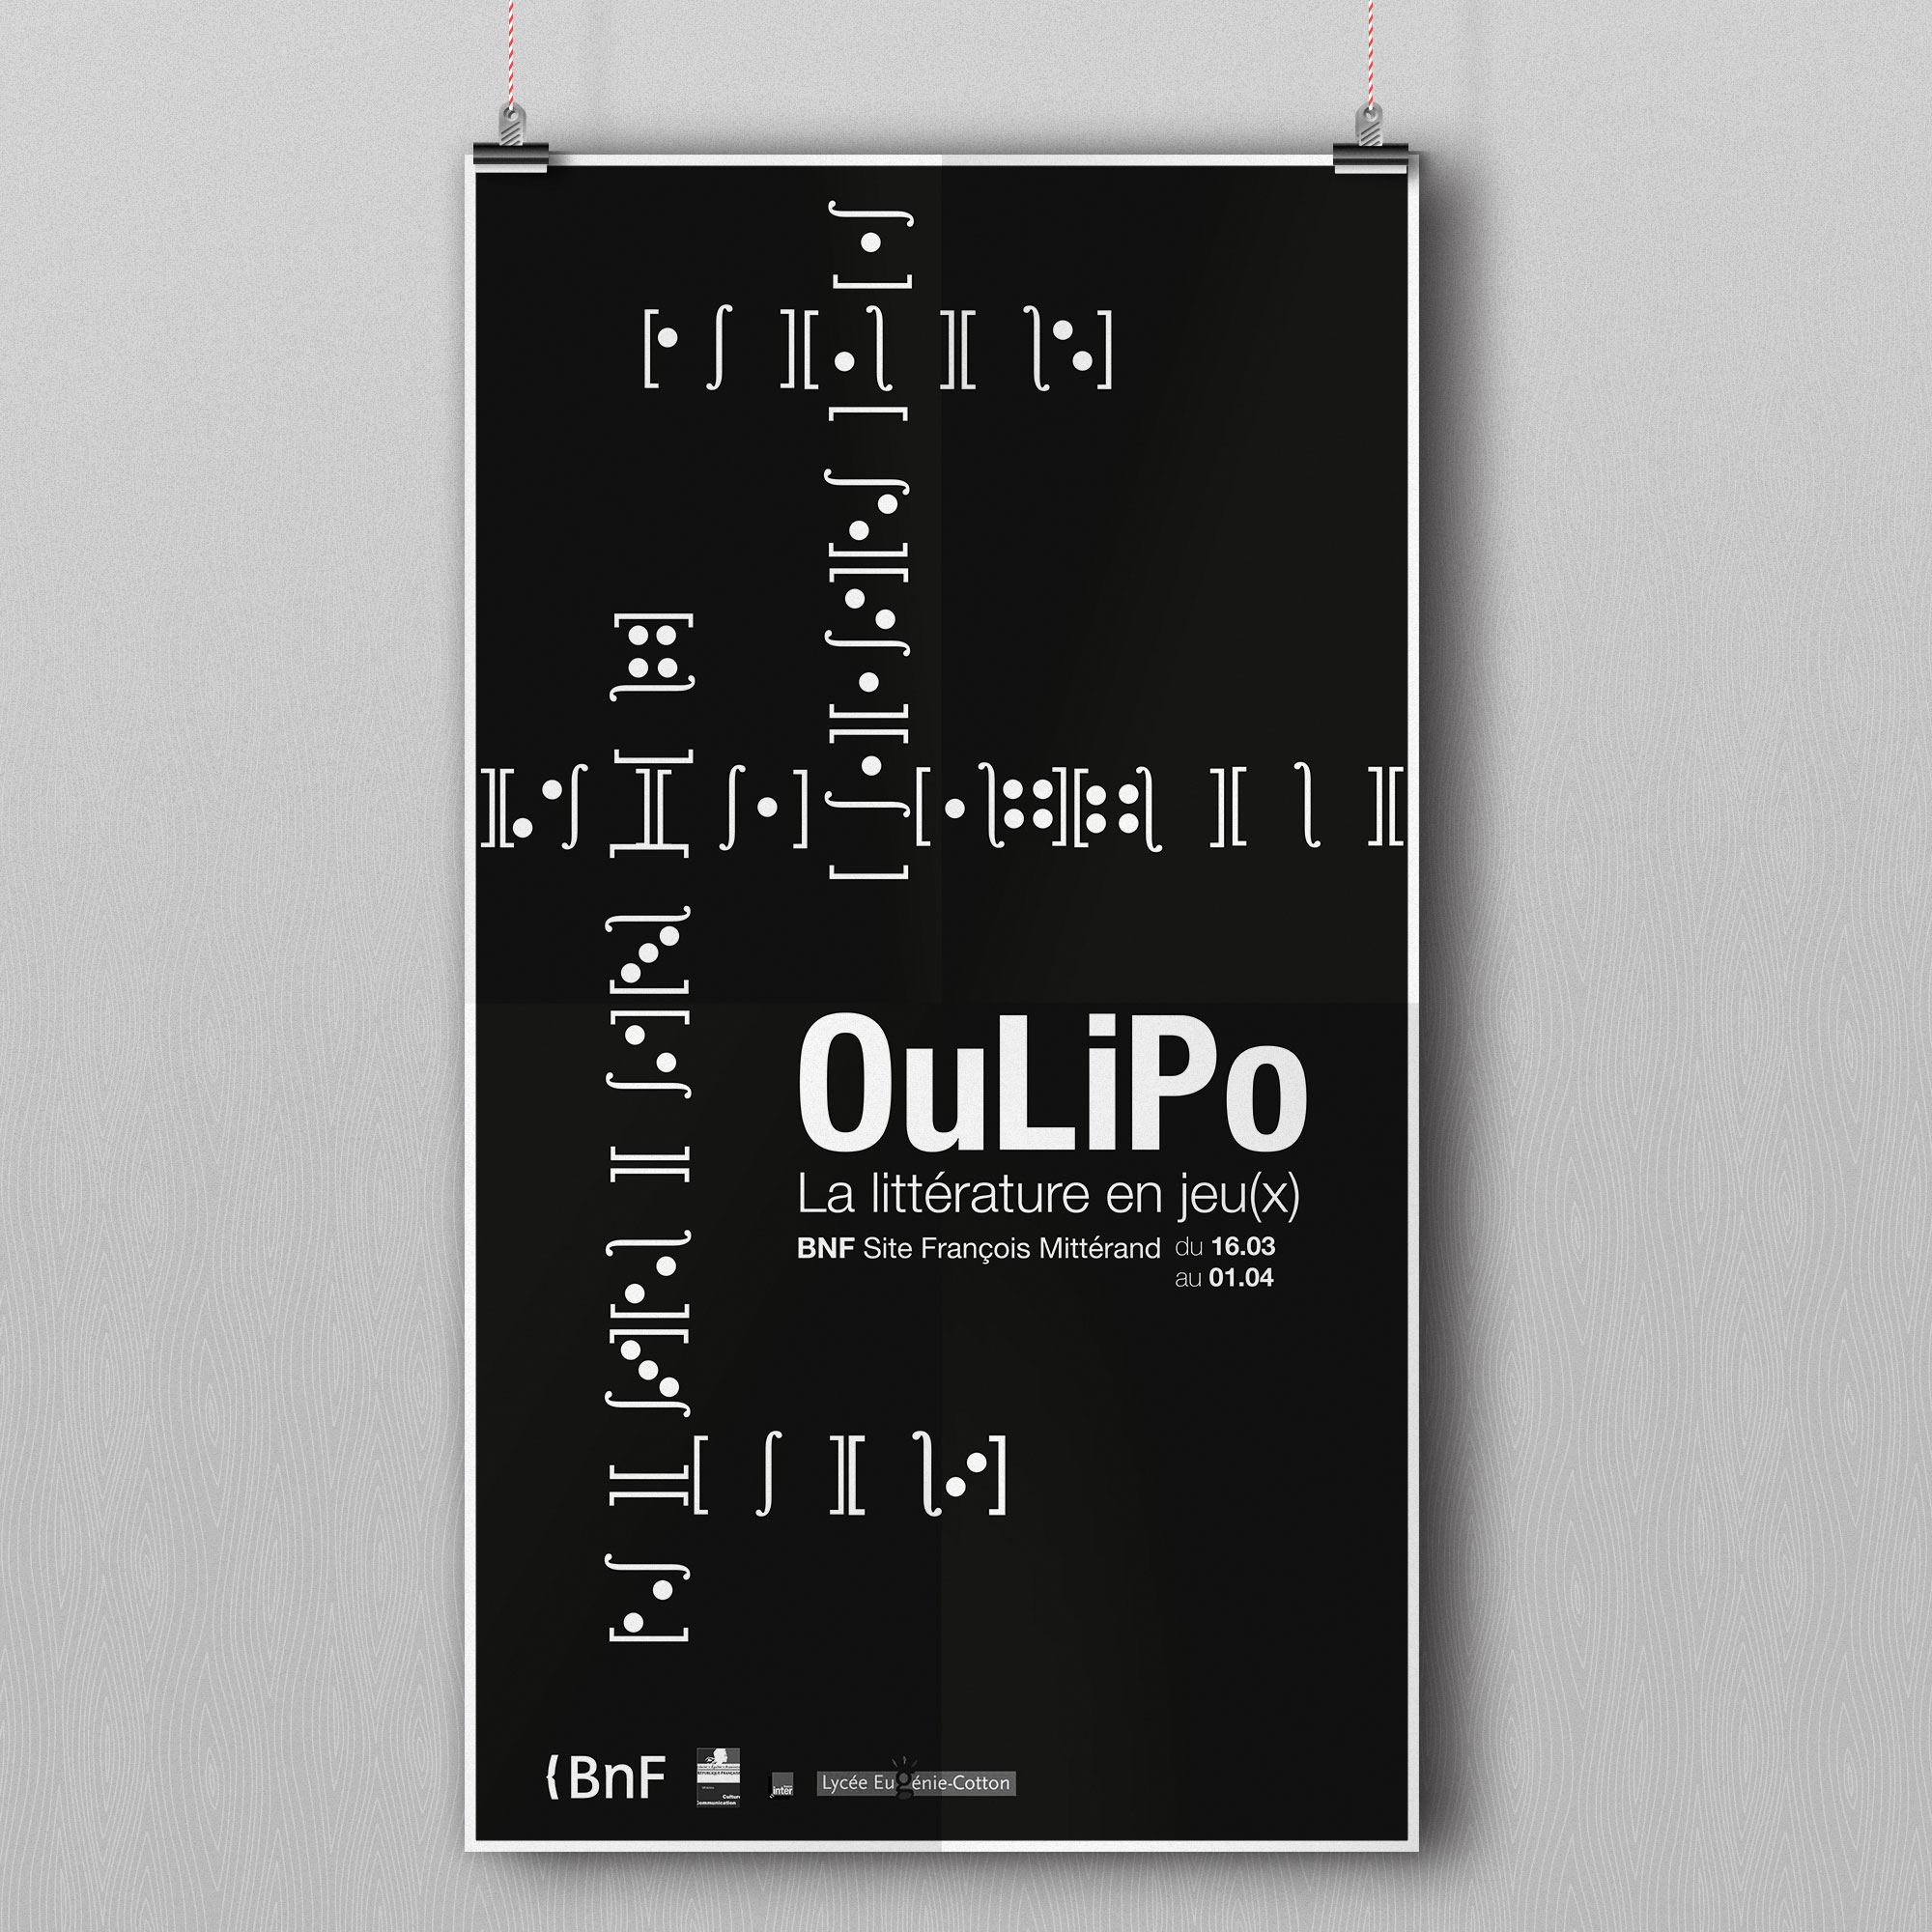 OuLiPo
La littérature en jeu(x)
BNF Site François Mittérand du 16.03
au 01.04
BnF
inter
Lycée Eugénie-Cotton